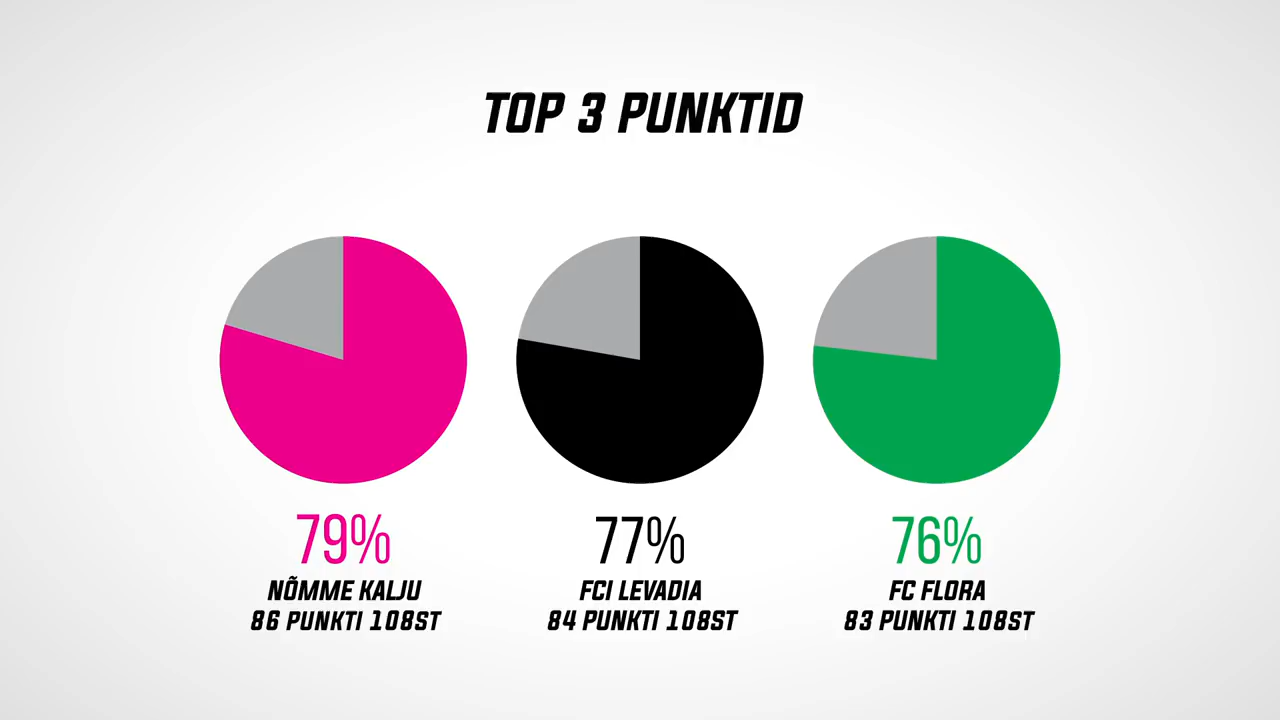 TOP 3 PUNKTID
79%
NÕMME KALJU
86 PUNKTI 108ST
77%
FCI LEVADIA
84 PUNKTI 108ST
76%
FC FLORA
83 PUNKTI 108ST